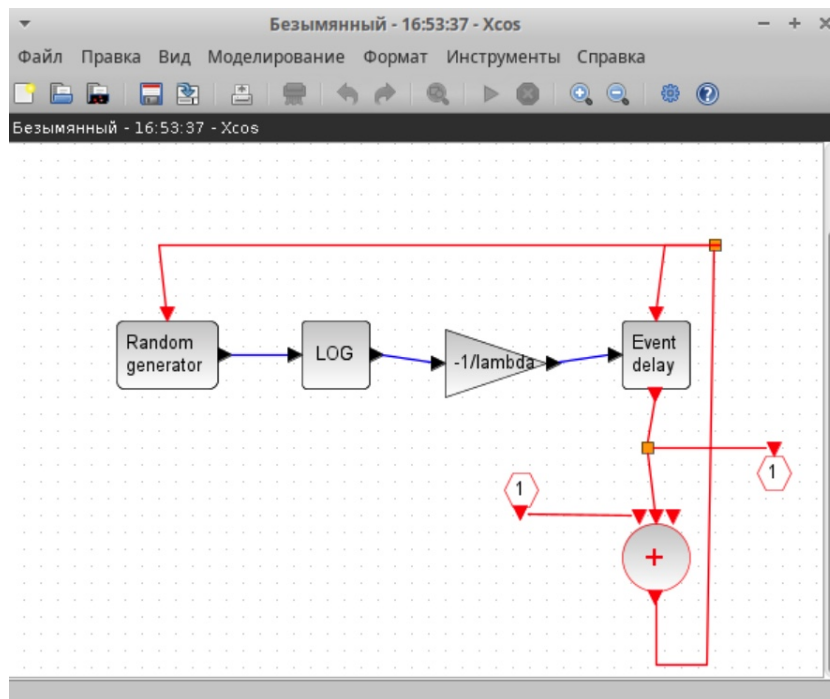 Безымянный - 16:53:37 - Xcos
Файл Правка Вид Моделирование Формат Инструменты Справка
Безымянный - 16:53:37 - Xcos
Random
generator
LOG
-1/lambda
Event
delay
1
1
+